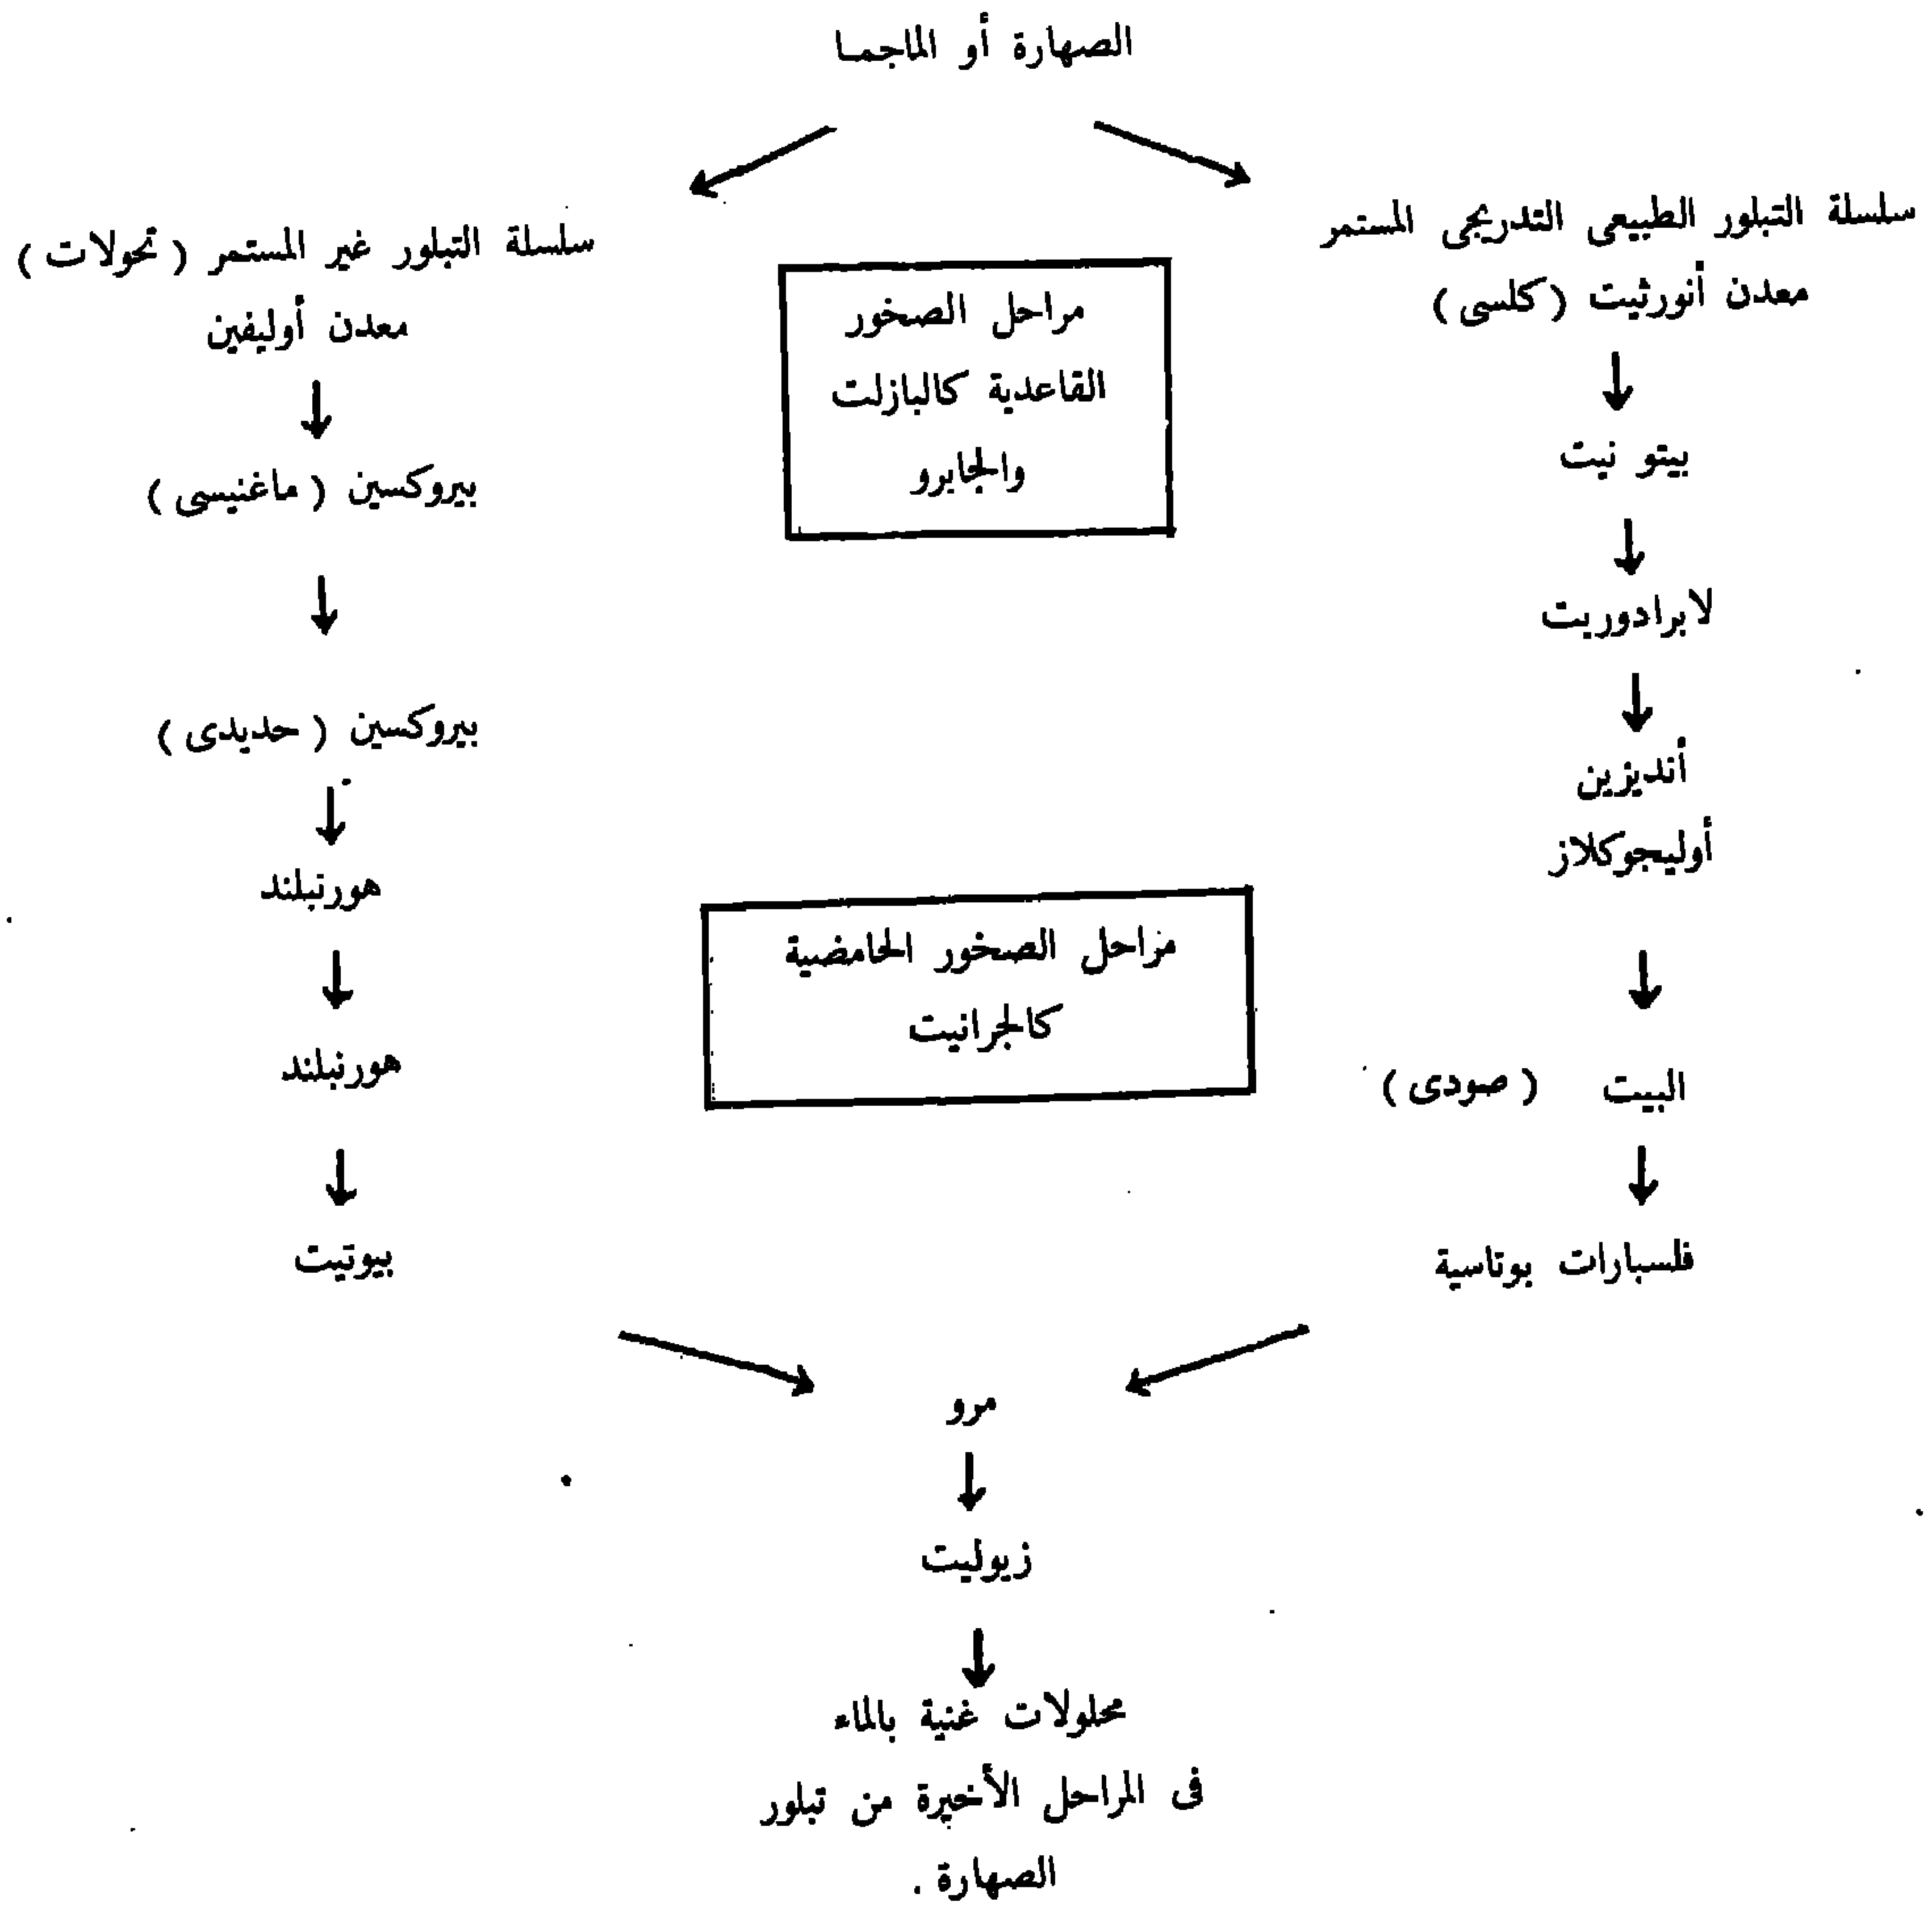 الصهارة أو الماجما
سلسلة التبلور الطبيعى التدريجى المستمر
معدن أنورثيت (كلسى)
بيتو نيت
لابرادوريت
أنديزين
أوليجوكلاز
البيت (صودى)
فلسبارات بوتاسية
مراحل الصخور
القاعدية كالبازلت
والجابرو
مراحل الصخور الحامضية
كالجرانيت
سلسلة التبلور غير المستمر (تحولات)
معدن أوليفين
بيروكسين (ماغنيسى)
بيروكسين (حديدى)
هورنبلند
هورنبلند
بيوتيت
مرو
زيوليت
محلولات غنية بالماء
فى المراحل الأخيرة من تبلور
الصهارة .